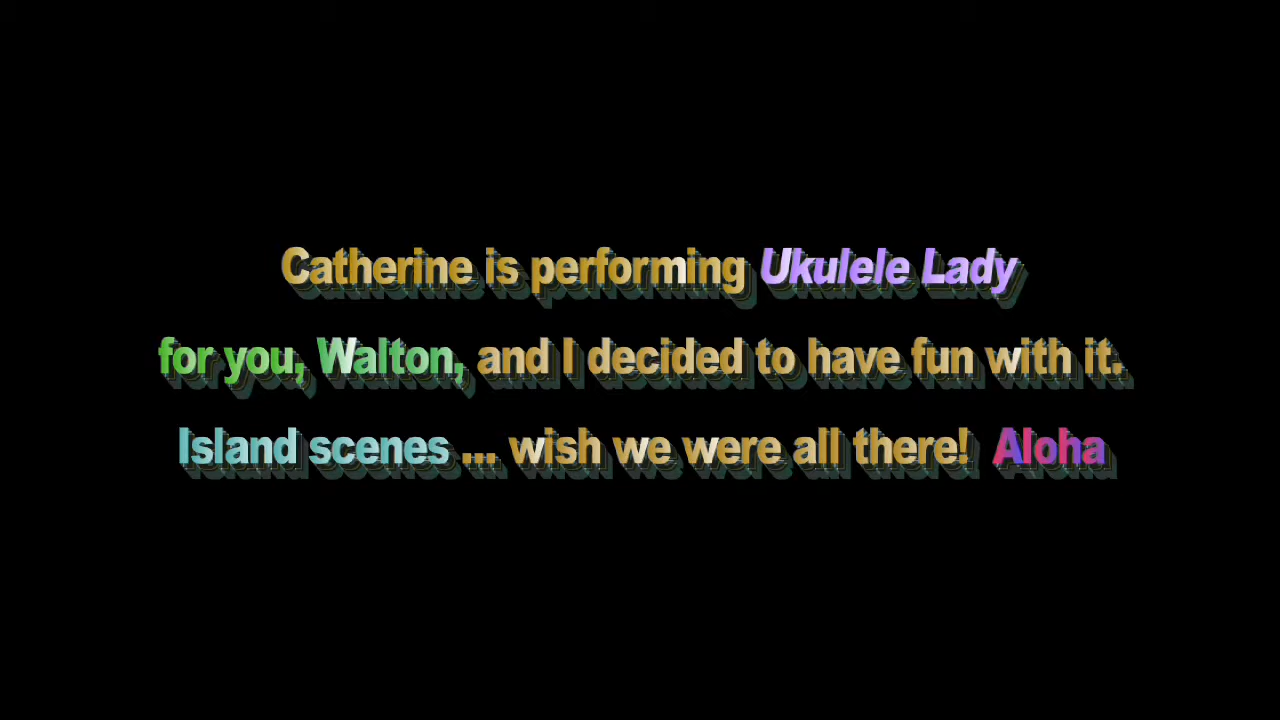 Catherine is performing Ukulele Lady
for you, Walton, and I decided to have fun with it.
Island scenes ... wish we were all there! Aloha